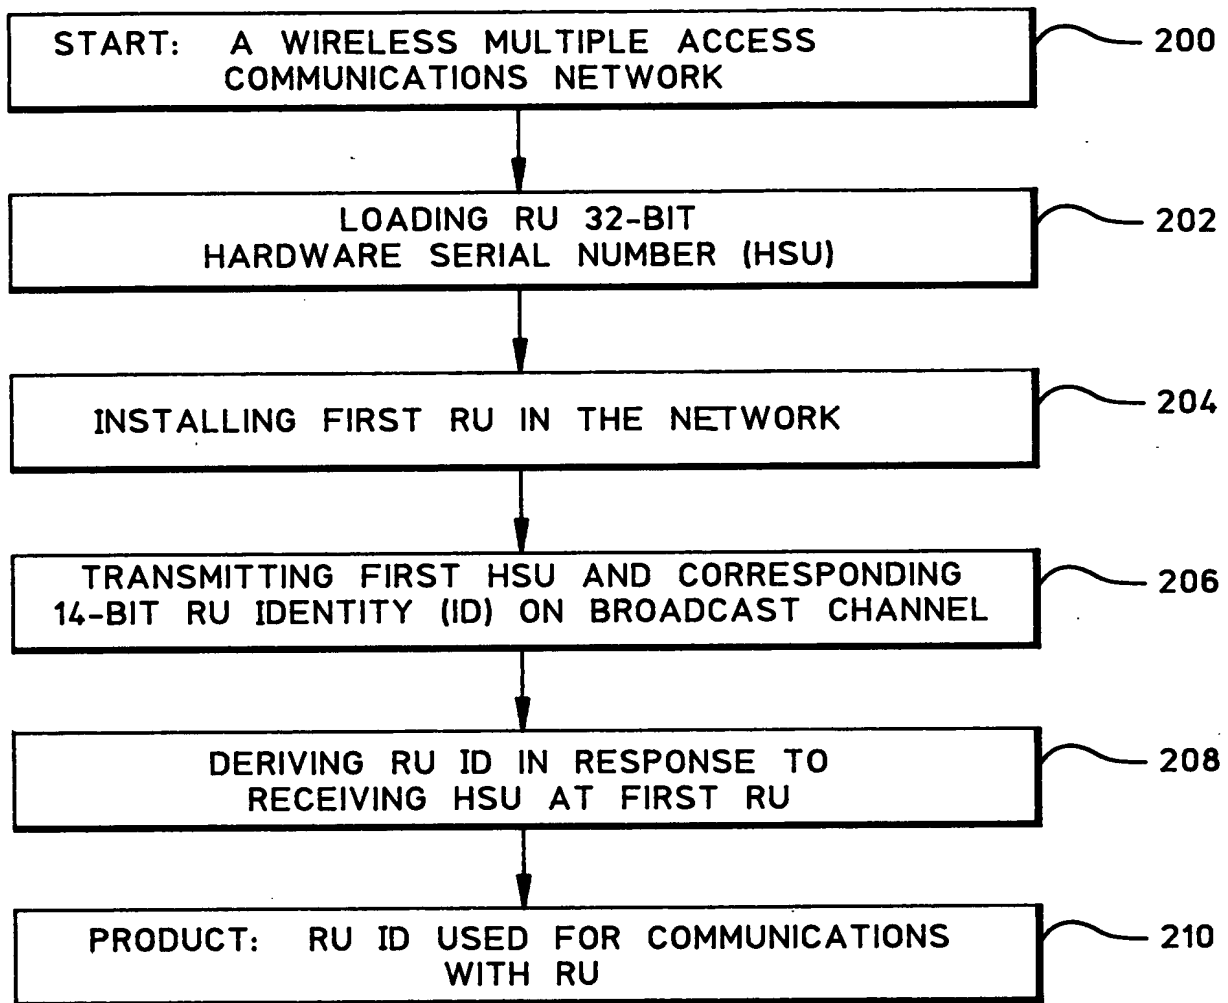 START: A WIRELESS MULTIPLE ACCESS
COMMUNICATIONS NETWORK
200
LOADING RU 32-BIT
HARDWARE SERIAL NUMBER (HSU)
202
INSTALLING FIRST RU IN THE NETWORK
204
TRANSMITTING FIRST HSU AND CORRESPONDING
14-BIT RU IDENTITY (ID) ON BROADCAST CHANNEL
206
DERIVING RU ID IN RESPONSE TO
RECEIVING HSU AT FIRST RU
208
PRODUCT: RU ID USED FOR COMMUNICATIONS
WITH RU
210